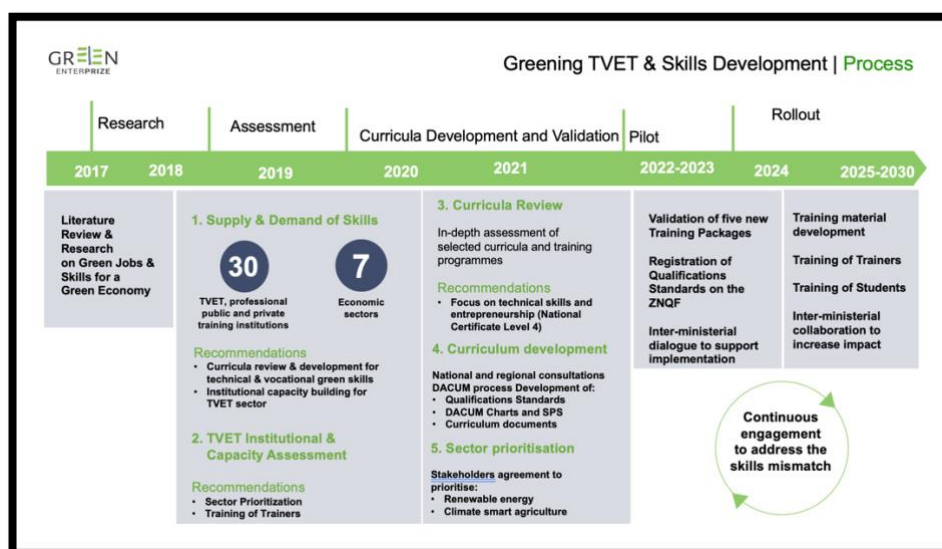 GREEN
ENTERPRIZE
Greening TVET & Skills Development | Process
Research
Assessment
Curricula Development and Validation
Pilot
Rollout
2017
2018
2019
2020
2021
2022-2023
2024
2025-2030
Literature
Review &
Research
on Green Jobs &
Skills for a
Green Economy
1. Supply & Demand of Skills
30
TVET, professional
public and private
training institutions
7
Economic
sectors
Recommendations
• Curricula review & development for
technical & vocational green skills
• Institutional capacity building for
TVET sector
2. TVET Institutional &
Capacity Assessment
Recommendations
• Sector Prioritization
• Training of Trainers
3. Curricula Review
In-depth assessment of
selected curricula and training
programmes
Recommendations
• Focus on technical skills and
entrepreneurship (National
Certificate Level 4)
4. Curriculum development
National and regional consultations
DACUM process Development of:
• Qualifications Standards
• DACUM Charts and SPS
• Curriculum documents
5. Sector prioritisation
Stakeholders agreement to
prioritise:
• Renewable energy
• Climate smart agriculture
Validation of five new
Training Packages
Registration of
Qualifications
Standards on the
ZNQF
Inter-ministerial
dialogue to support
implementation
Training material
development
Training of Trainers
Training of Students
Inter-ministerial
collaboration to
increase impact
Continuous
engagement
to address the
skills mismatch